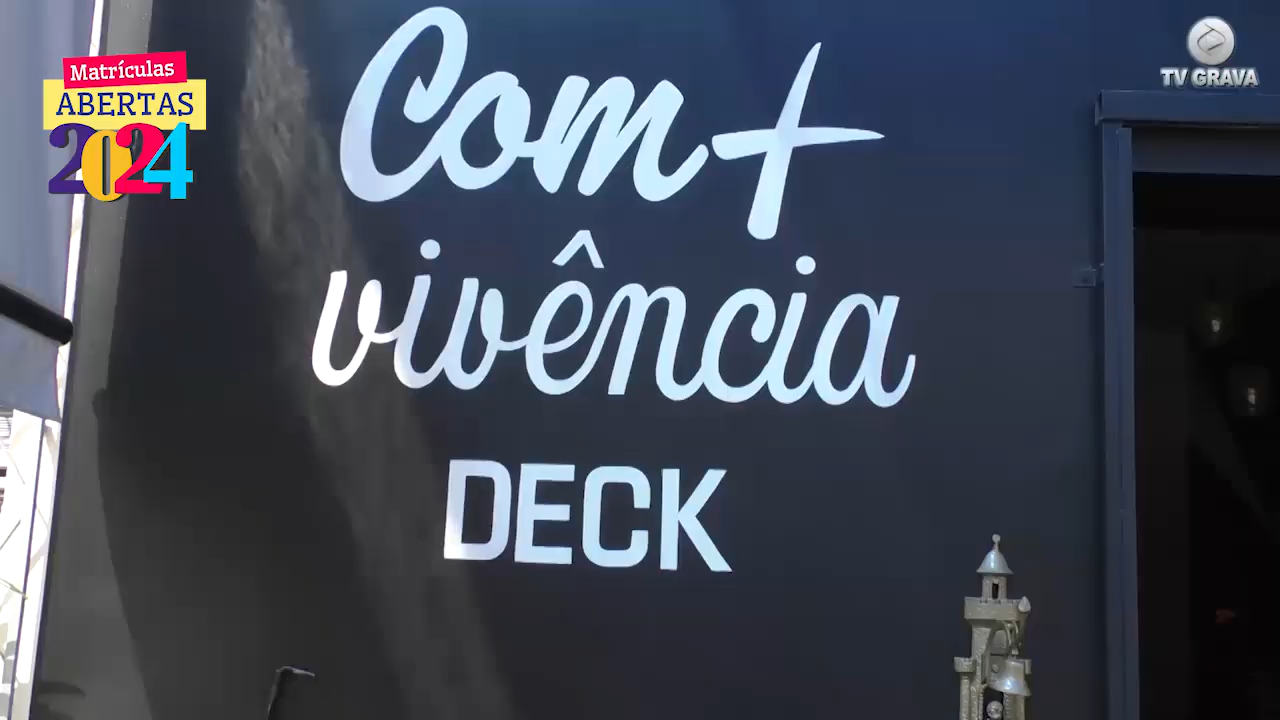 Matrículas
ABERTAS
2024
TV GRAVA
Com+
vivência
DECK